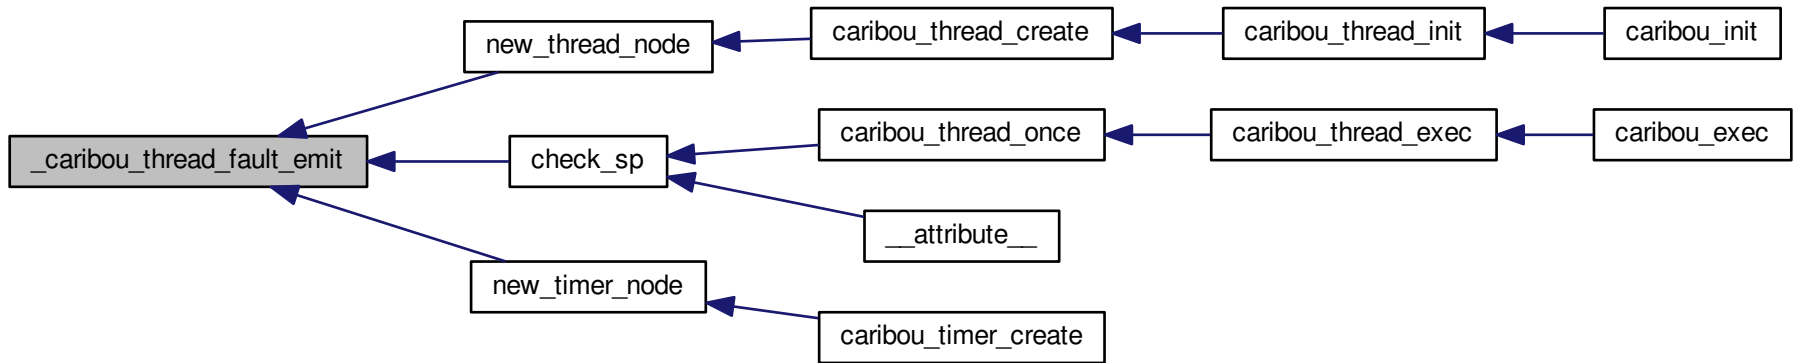 _caribou_thread_fault_emit
new_thread_node
caribou_thread_create
caribou_thread_init
caribou_init
check_sp
caribou_thread_once
caribou_thread_exec
caribou_exec
__attribute__
new_timer_node
caribou_timer_create